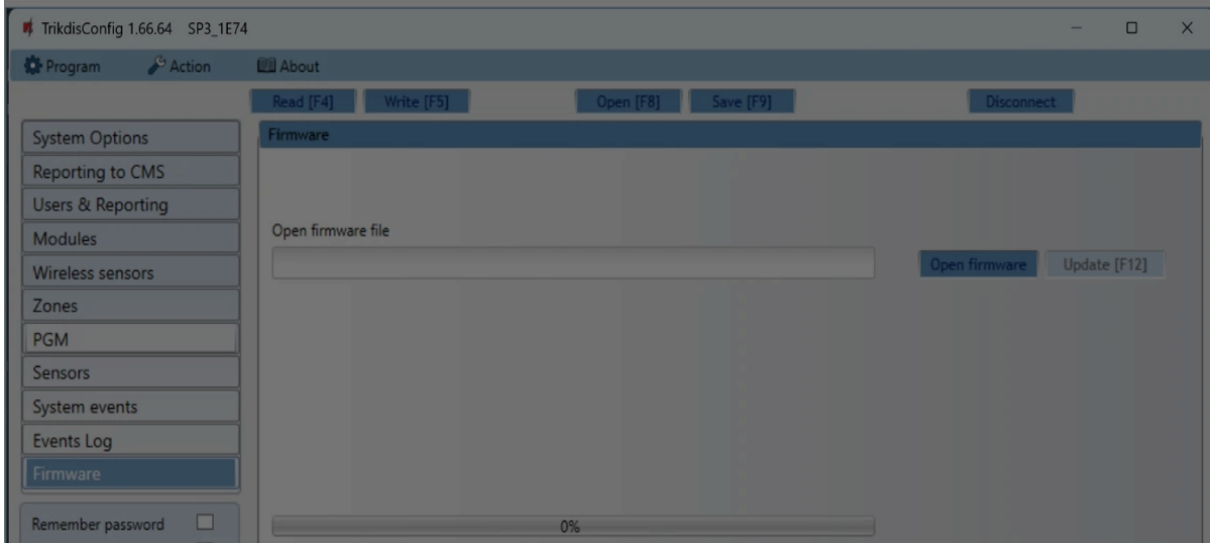 TrikdisConfig 1.66.64 SP3_1E74
Program Action About
Read [F4] Write [F5] Open [F8] Save [F9] Disconnect
System Options
Reporting to CMS
Users & Reporting
Modules
Wireless sensors
Zones
PGM
Sensors
System events
Events Log
Firmware
Remember password
Firmware
Open firmware file
Open firmware Update [F12]
0%